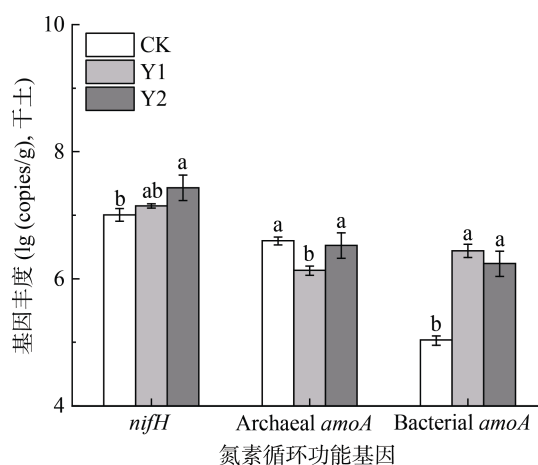 10
8
6
4
基因丰度 (lg (copies/g), 干土)
CK
Y1
Y2
b
ab
a
a
b
a
b
a
a
nifH
Archaeal amoA
Bacterial amoA
氮素循环功能基因